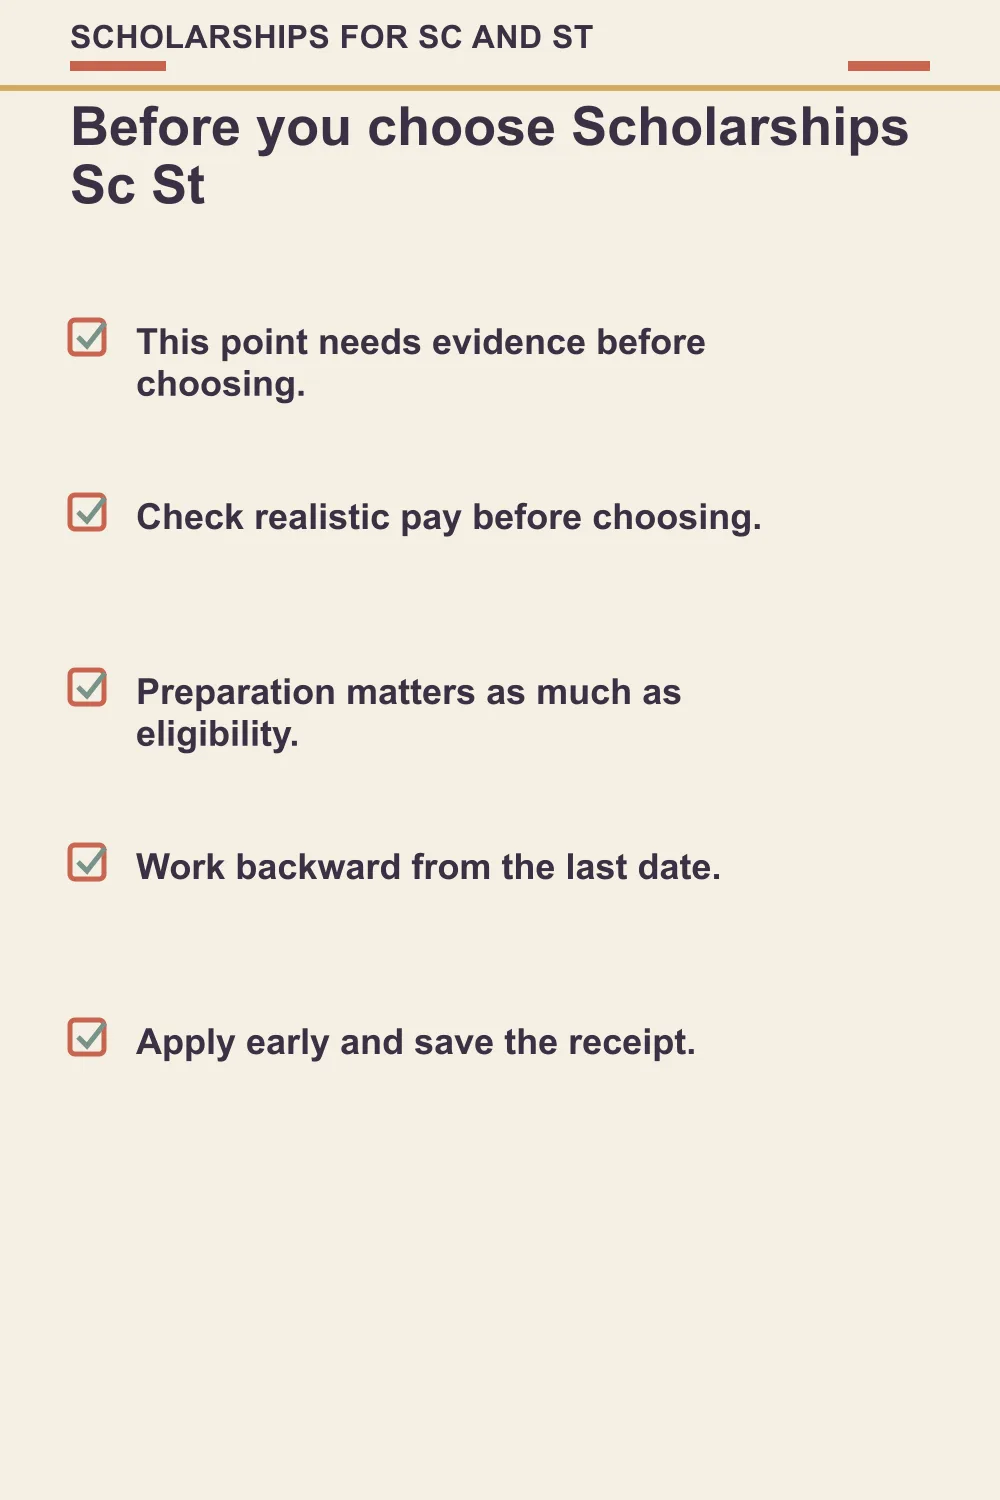 SCHOLARSHIPS FOR SC AND ST
Before you choose Scholarships
Sc St
This point needs evidence before
choosing.
Check realistic pay before choosing.
Preparation matters as much as
eligibility.
Work backward from the last date.
Apply early and save the receipt.